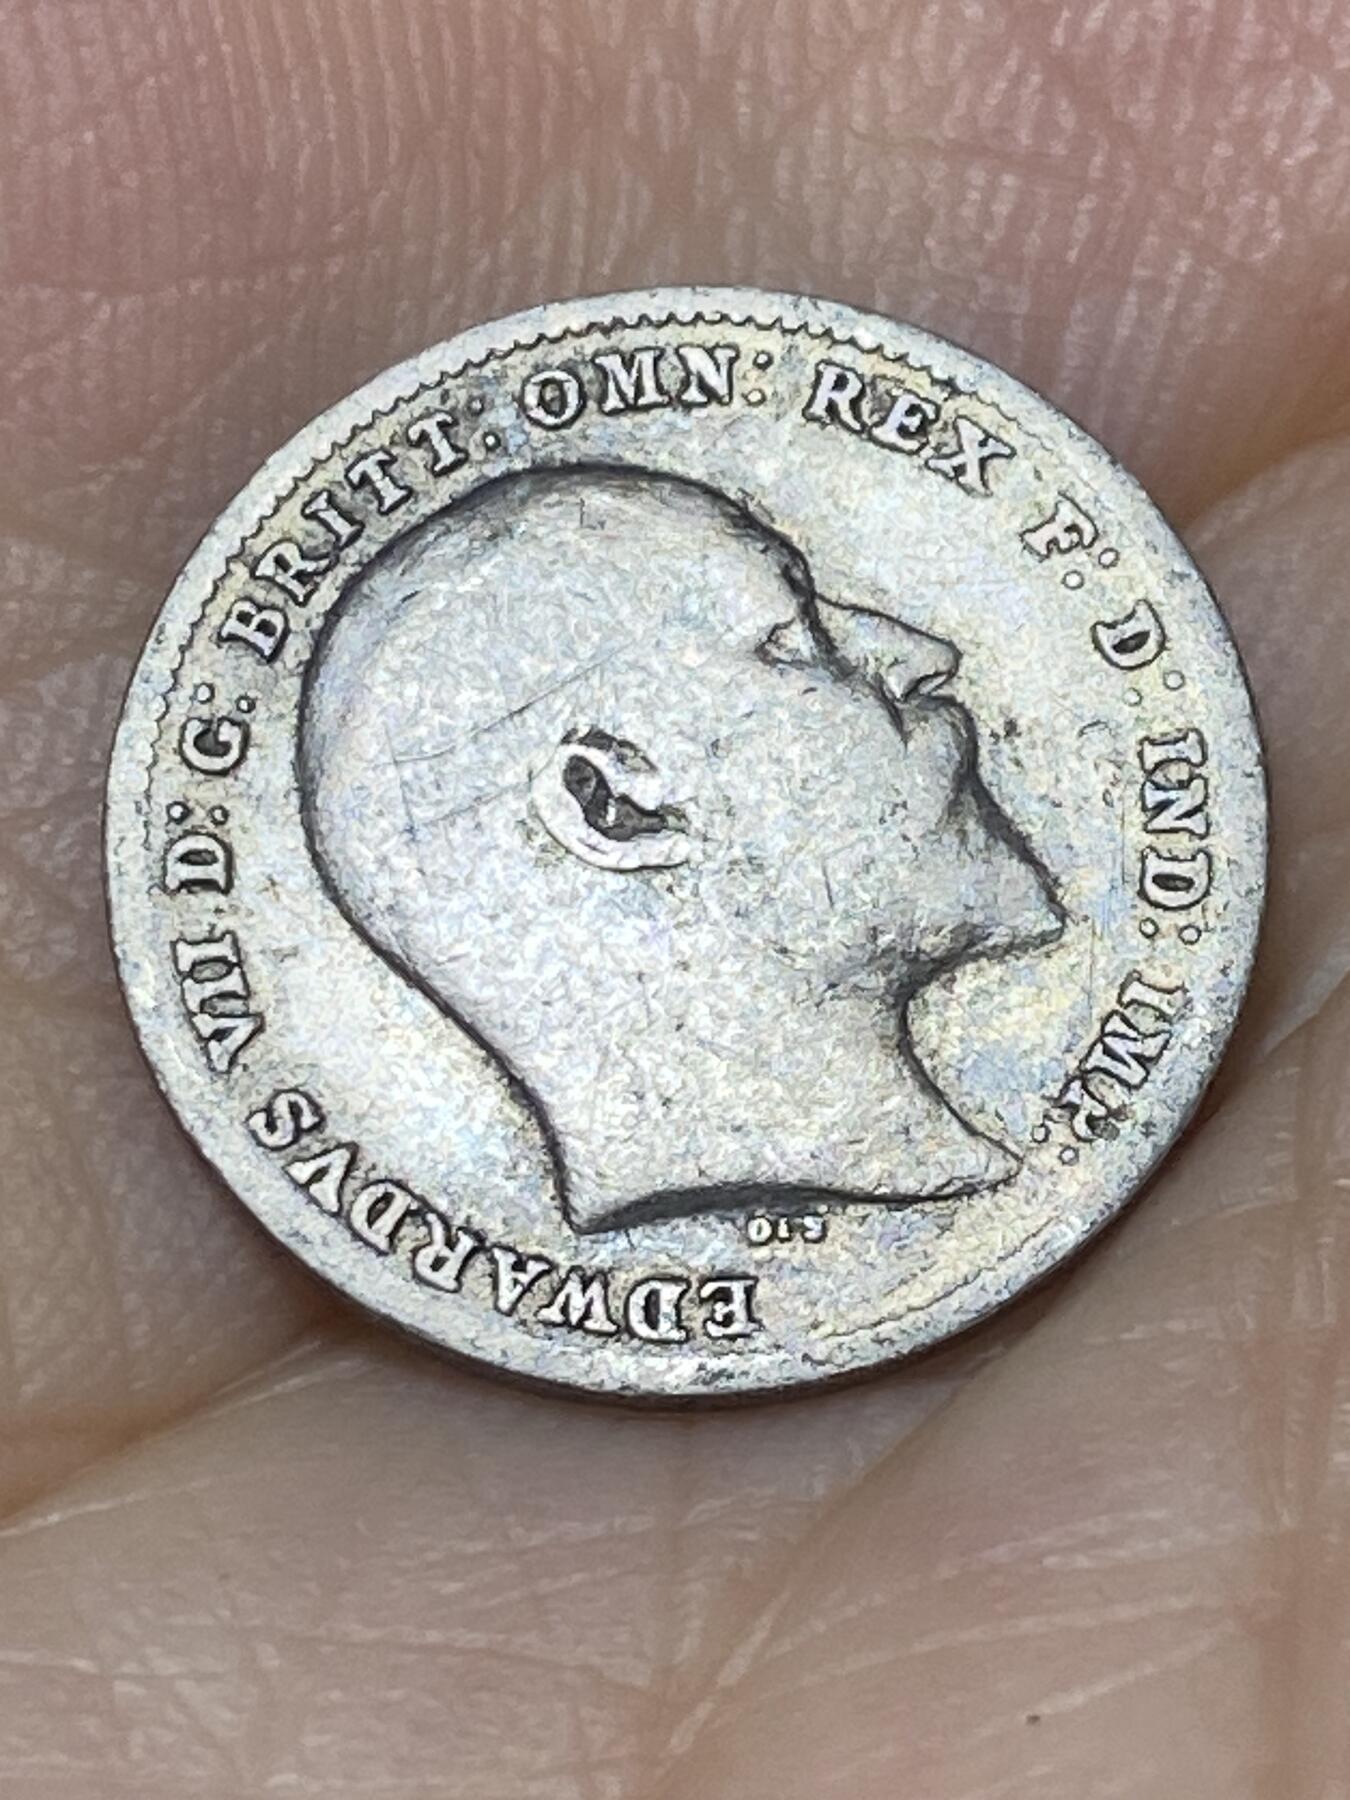 EDWARDVS VII D: G: BRITT: OMN: REX F: D: IND: IMP: